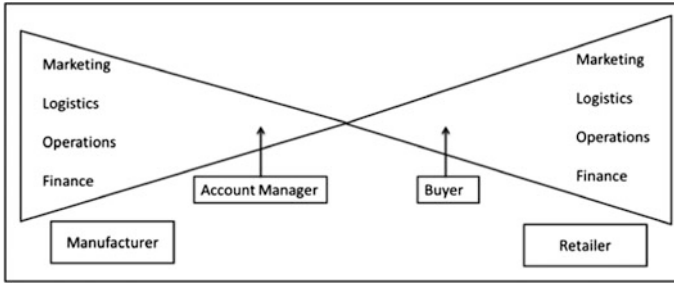 Marketing
Logistics
Operations
Finance
Marketing
Logistics
Operations
Finance
Account Manager
Buyer
Manufacturer
Retailer